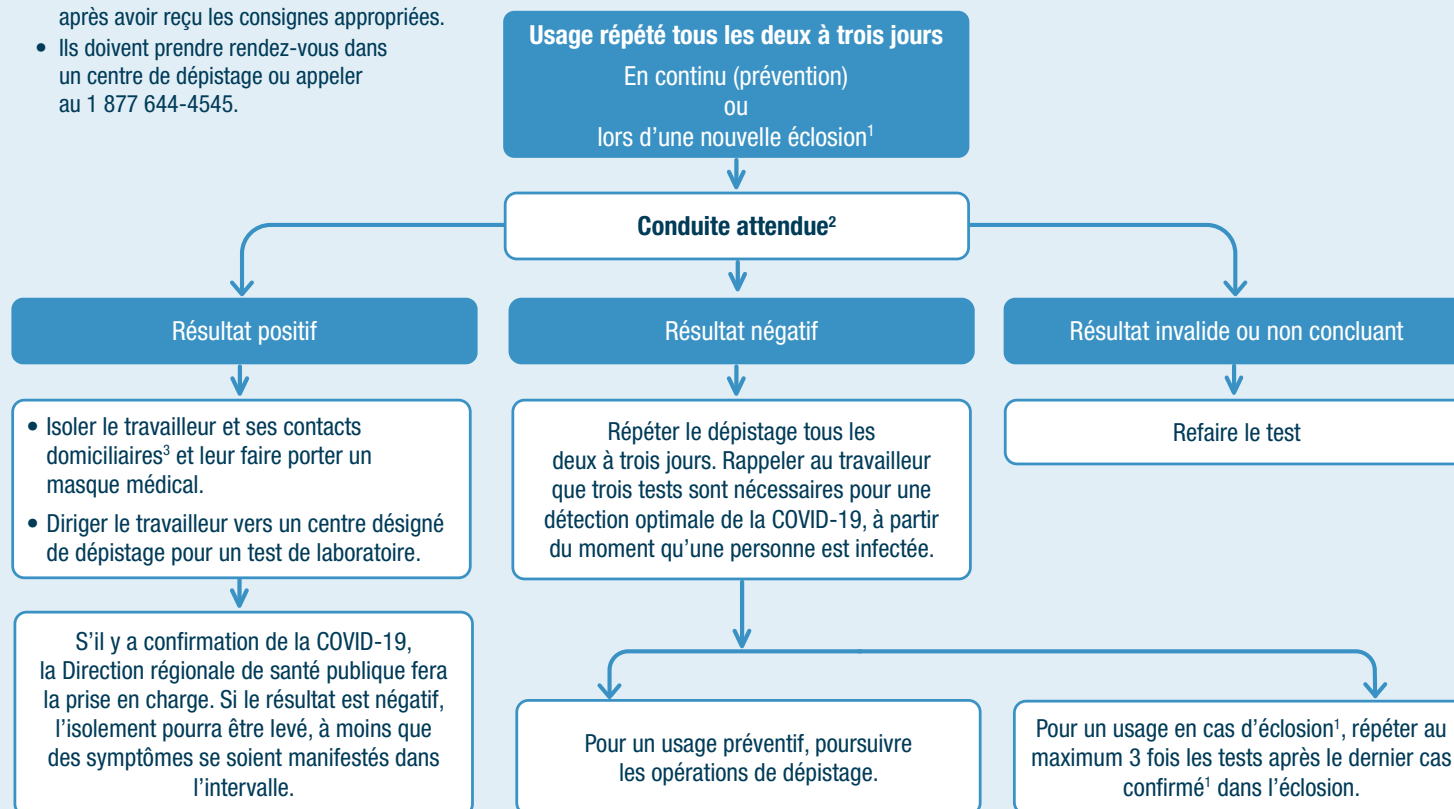 après avoir reçu les consignes appropriées.
• Ils doivent prendre rendez-vous dans
un centre de dépistage ou appeler
au 1 877 644-4545.
Usage répété tous les deux à trois jours
En continu (prévention)
ou
lors d’une nouvelle éclosion¹
Conduite attendue²
Résultat positif
• Isoler le travailleur et ses contacts
domiciliaires³ et leur faire porter un
masque médical.
• Diriger le travailleur vers un centre désigné
de dépistage pour un test de laboratoire.
S’il y a confirmation de la COVID-19,
la Direction régionale de santé publique fera
la prise en charge. Si le résultat est négatif,
l’isolement pourra être levé, à moins que
des symptômes se soient manifestés dans
l’intervalle.
Résultat négatif
Répéter le dépistage tous les
deux à trois jours. Rappeler au travailleur
que trois tests sont nécessaires pour une
détection optimale de la COVID-19, à partir
du moment qu’une personne est infectée.
Pour un usage préventif, poursuivre
les opérations de dépistage.
Pour un usage en cas d’éclosion¹, répéter au
maximum 3 fois les tests après le dernier cas
confirmé¹ dans l’éclosion.
Résultat invalide ou non concluant
Refaire le test